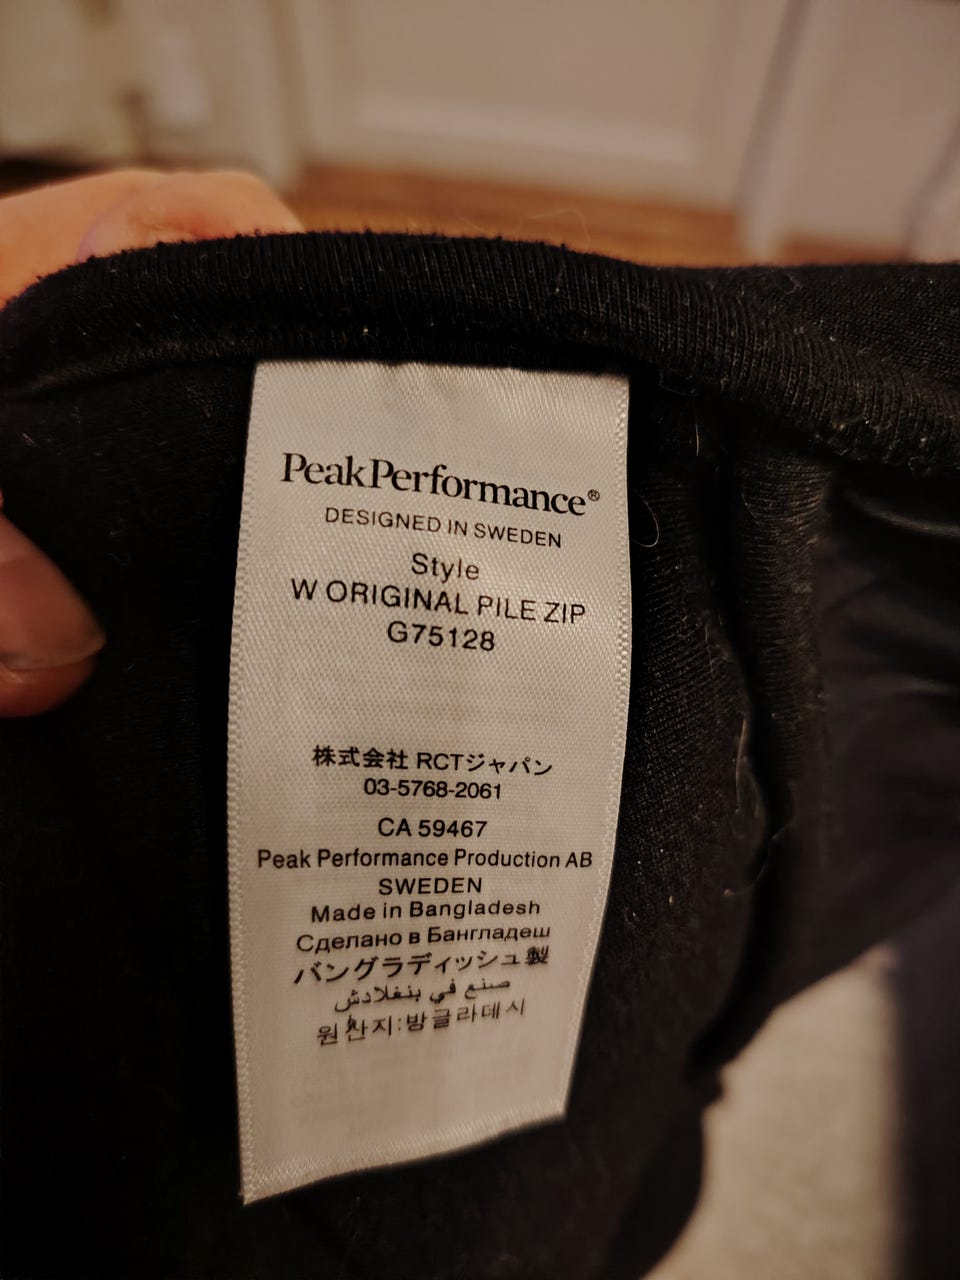 PeakPerformance®
DESIGNED IN SWEDEN
Style
W ORIGINAL PILE ZIP
G75128
株式会社 RCTジャパン
03-5768-2061
CA 59467
Peak Performance Production AB
SWEDEN
Made in Bangladesh
Сделано в Бангладеш
バングラディッシュ製
صنع في بنغلادش
원산지:방글라데시